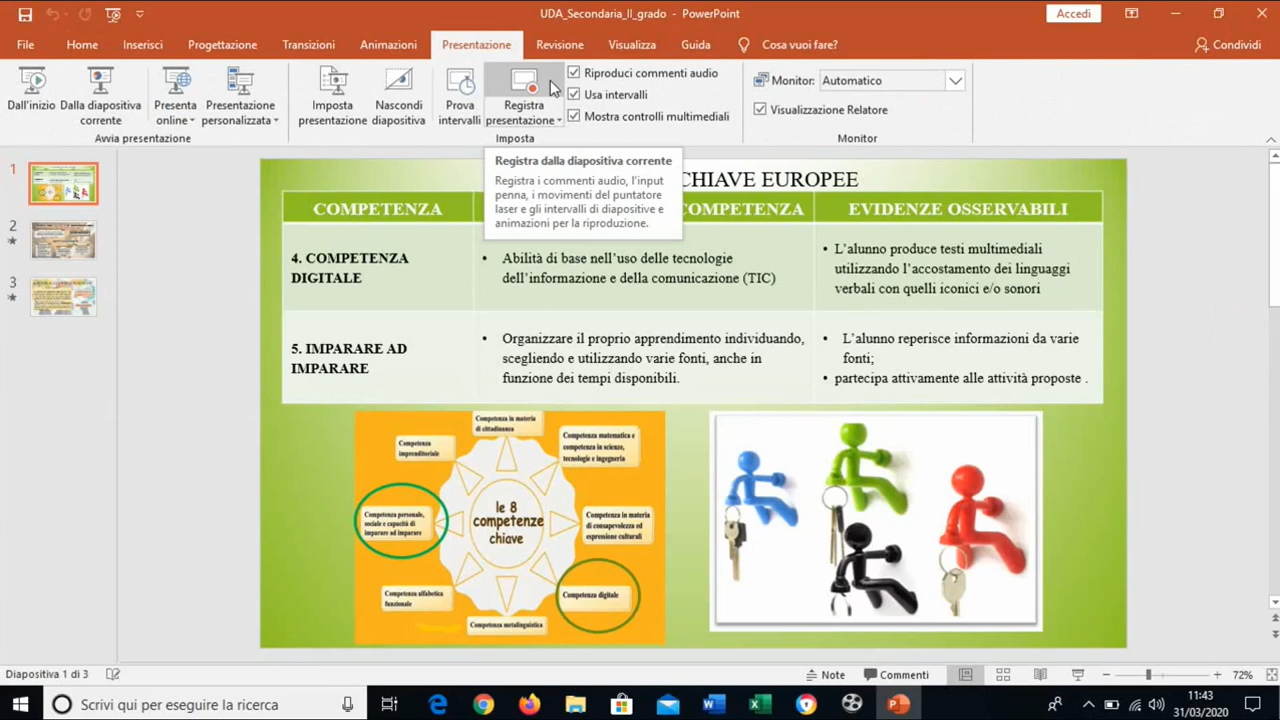 UDA_Secondaria_II_grado - PowerPoint
Accedi
File Home Inserisci Progettazione Transizioni Animazioni Presentazione Revisione Visualizza Guida Cosa vuoi fare? Condividi
Dall'inizio
Dalla diapositiva
corrente
Presenta
online
Presentazione
personalizzata
Avvia presentazione
Imposta
presentazione
Nascondi
diapositiva
Prova
intervalli
Registra
presentazione
Riproduci commenti audio
Usa intervalli
Mostra controlli multimediali
Imposta
Monitor: Automatico
Visualizzazione Relatore
Monitor
Registra dalla diapositiva corrente
Registra i commenti audio, l'input
penna, i movimenti del puntatore
laser e gli intervalli di diapositive e
animazioni per la riproduzione.
1
2
3
CHIAVE EUROPEE
COMPETENZA
COMPETENZA
EVIDENZE OSSERVABILI
4. COMPETENZA
DIGITALE
• Abilità di base nell'uso delle tecnologie
dell'informazione e della comunicazione (TIC)
• L'alunno produce testi multimediali
utilizzando l'accostamento dei linguaggi
verbali con quelli iconici e/o sonori
5. IMPARARE AD
IMPARARE
• Organizzare il proprio apprendimento individuando,
scegliendo e utilizzando varie fonti, anche in
funzione dei tempi disponibili.
• L'alunno reperisce informazioni da varie
fonti;
• partecipa attivamente alle attività proposte .
Competenza in materia
di cittadinanza
Competenza
imprenditoriale
Competenza matematica e
competenza in scienze,
tecnologie e ingegneria
Competenza personale,
sociale e capacità di
imparare ad imparare
le 8
competenze
chiave
Competenza in materia
di consapevolezza ed
espressione culturali
Competenza alfabetica
funzionale
Competenza digitale
Competenza metalinguistica
Diapositiva 1 di 3
Note
Commenti
72%
Scrivi qui per eseguire la ricerca
11:43
31/03/2020